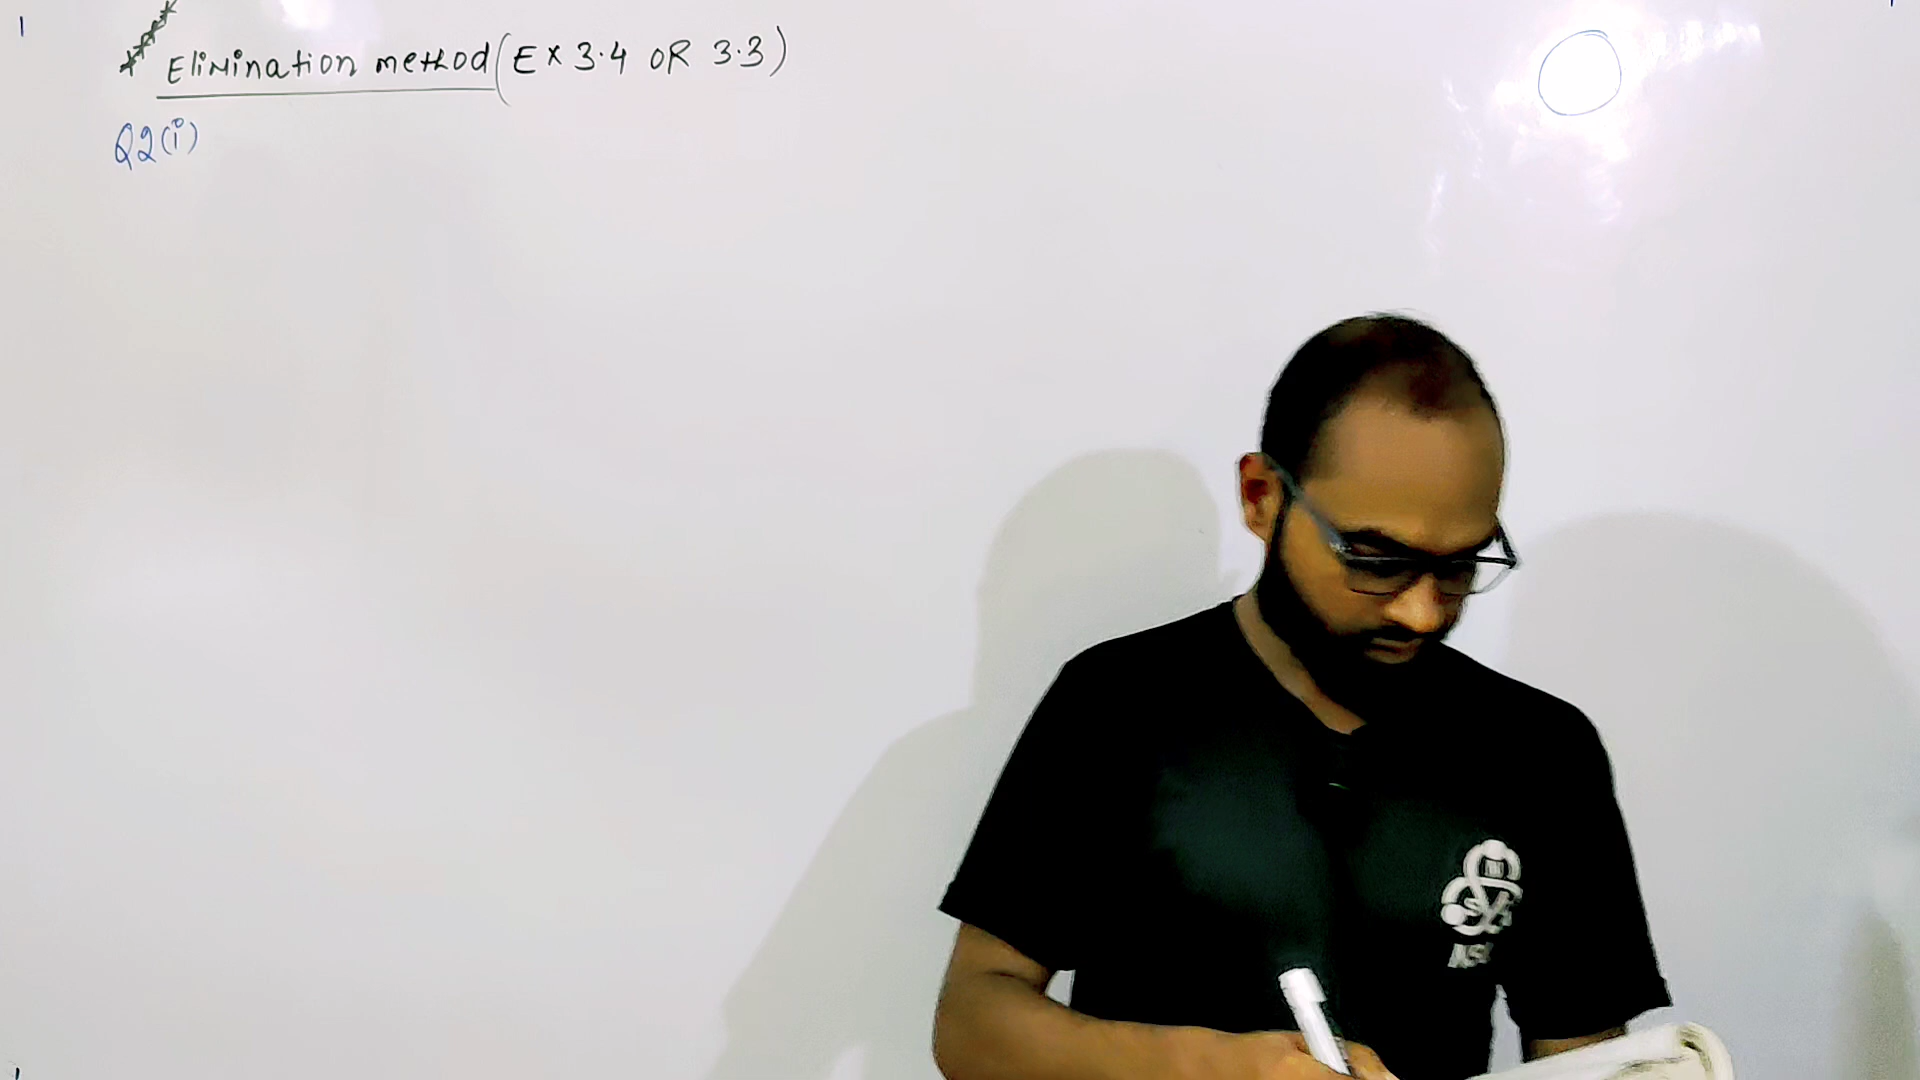 Elimination method (Ex 3.4 OR 3.3)
Q2(i)